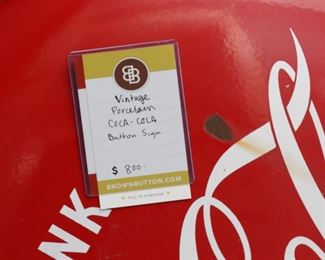 BB
Vintage
Porcelain
COCA-COLA
Button Sign
$ 800-
BROWNBUTTON.COM
NK